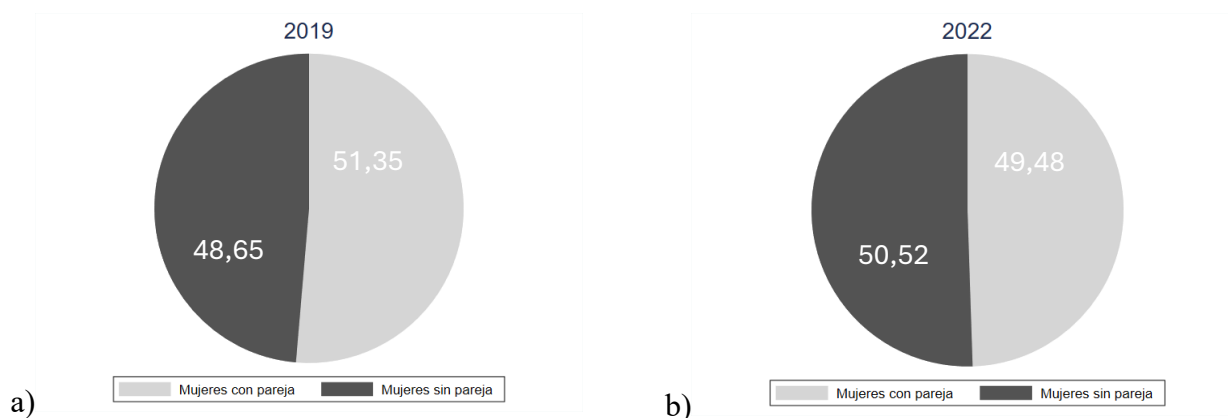 2019
51,35
48,65
Mujeres con pareja Mujeres sin pareja
a)
2022
49,48
50,52
Mujeres con pareja Mujeres sin pareja
b)